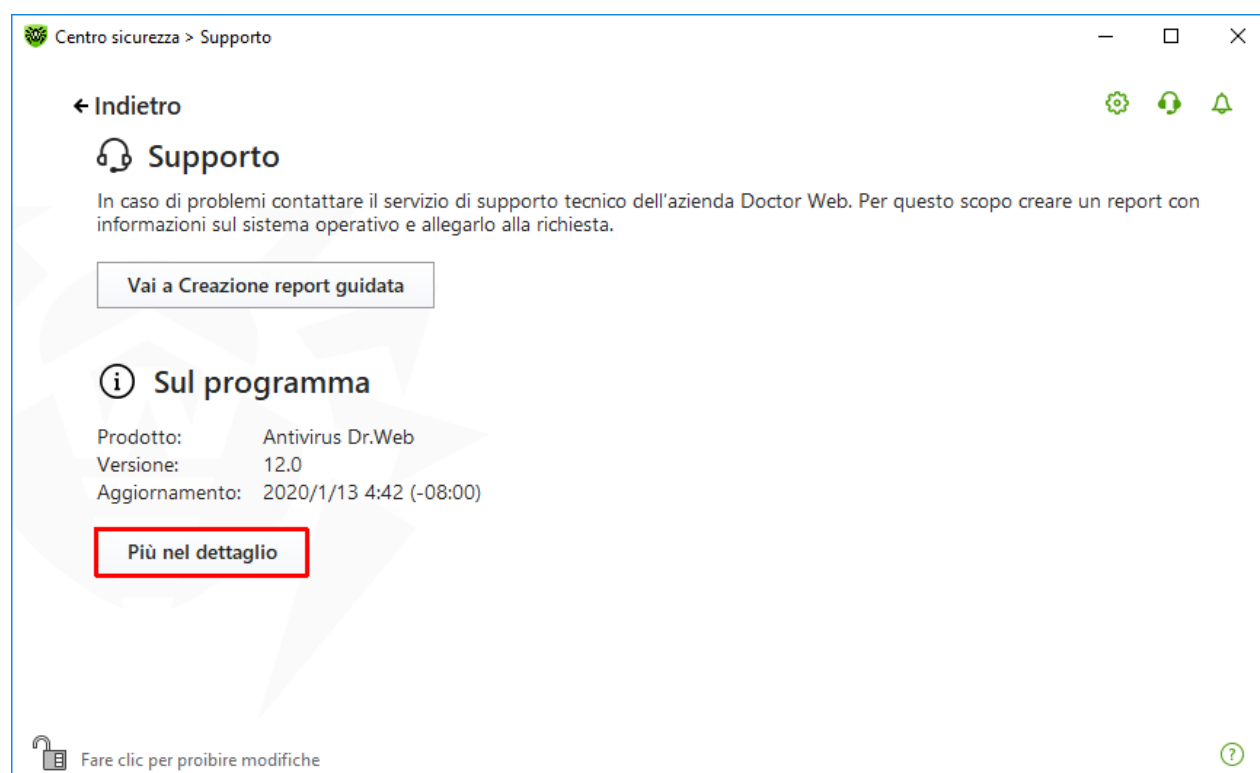 Centro sicurezza > Supporto
Indietro
Supporto
In caso di problemi contattare il servizio di supporto tecnico dell'azienda Doctor Web. Per questo scopo creare un report con
informazioni sul sistema operativo e allegarlo alla richiesta.
Vai a Creazione report guidata
Sul programma
Prodotto: Antivirus Dr.Web
Versione: 12.0
Aggiornamento: 2020/1/13 4:42 (-08:00)
Più nel dettaglio
Fare clic per proibire modifiche